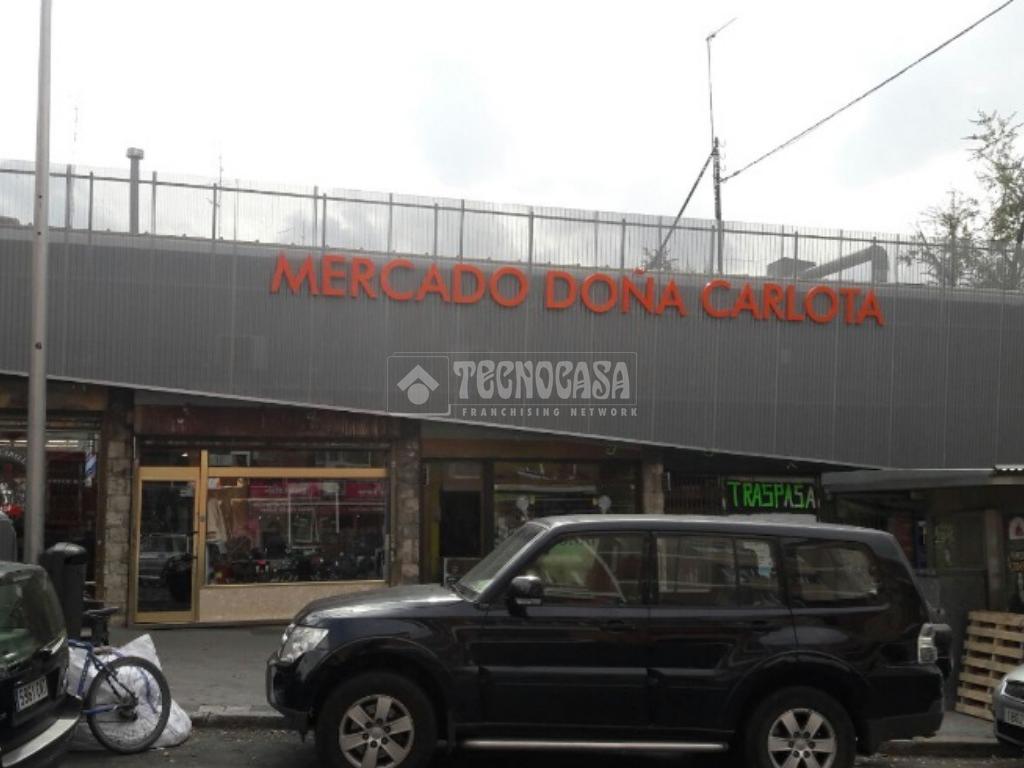 MERCADO DOÑA CARLOTA
TECNOCASA
FRANCHISING NETWORK
TRASPASA